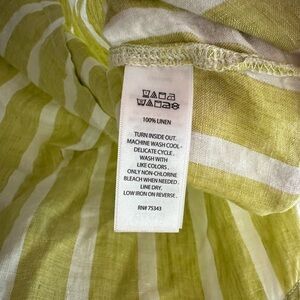 100% LINEN
TURN INSIDE OUT.
MACHINE WASH COOL-
DELICATE CYCLE.
WASH WITH
LIKE COLORS.
ONLY NON-CHLORINE
BLEACH WHEN NEEDED.
LINE DRY.
LOW IRON ON REVERSE.
RN# 75343